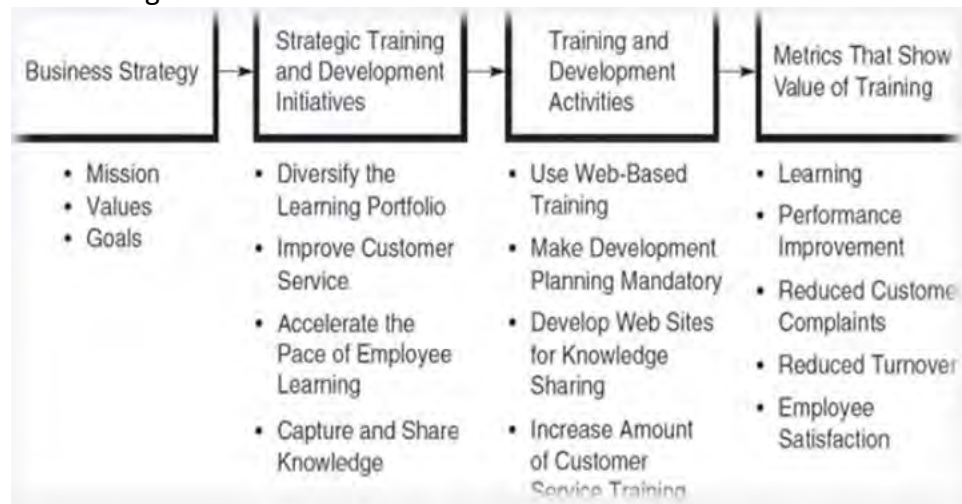 Business Strategy
Strategic Training
and Development
Initiatives
Training and
Development
Activities
Metrics That Show
Value of Training
• Mission
• Values
• Goals
• Diversify the
Learning Portfolio
• Improve Customer
Service
• Accelerate the
Pace of Employee
Learning
• Capture and Share
Knowledge
• Use Web-Based
Training
• Make Development
Planning Mandatory
• Develop Web Sites
for Knowledge
Sharing
• Increase Amount
of Customer
Service Training
• Learning
• Performance
Improvement
• Reduced Custome
Complaints
• Reduced Turnover
• Employee
Satisfaction